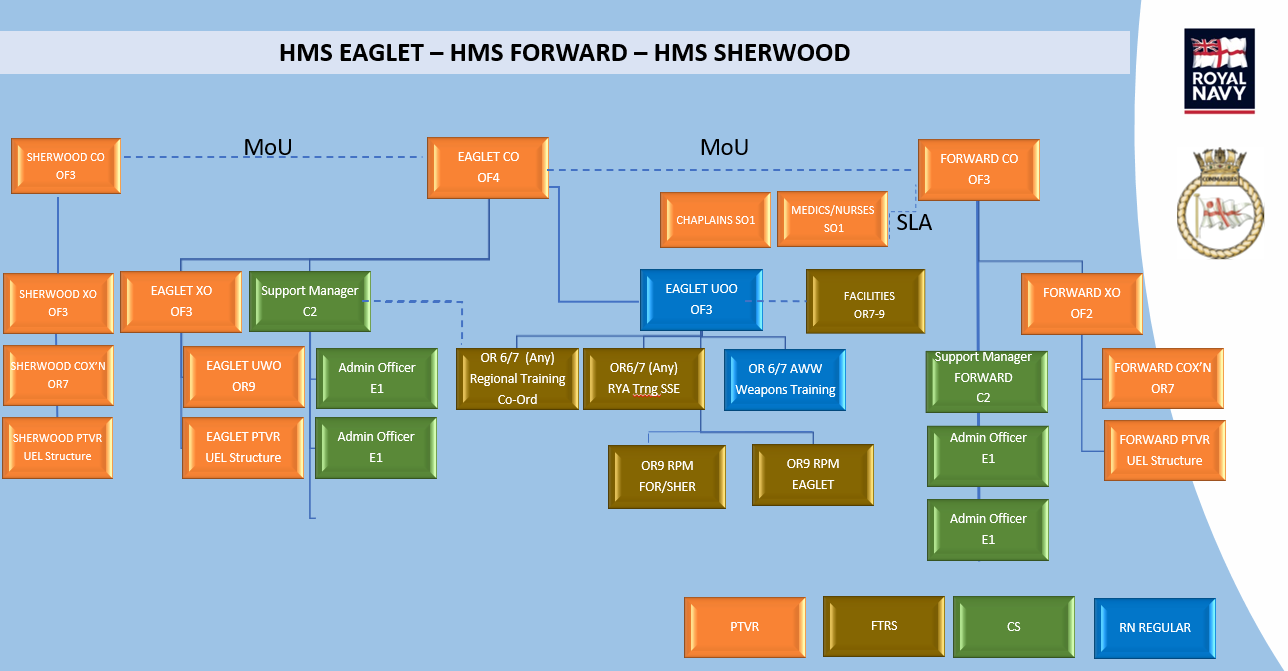 HMS EAGLET – HMS FORWARD – HMS SHERWOOD
ROYAL
NAVY
COMMARRES
MoU
MoU
SHERWOOD CO
OF3
EAGLET CO
OF4
FORWARD CO
OF3
CHAPLAINS SO1
MEDICS/NURSES
SO1
SLA
SHERWOOD XO
OF3
EAGLET XO
OF3
Support Manager
C2
EAGLET UOO
OF3
FACILITIES
OR7-9
FORWARD XO
OF2
SHERWOOD COX'N
OR7
EAGLET UWO
OR9
Admin Officer
E1
OR 6/7 (Any)
Regional Training
Co-Ord
OR6/7 (Any)
RYA Trng SSE
OR 6/7 AWW
Weapons Training
Support Manager
FORWARD
C2
FORWARD COX'N
OR7
SHERWOOD PTVR
UEL Structure
EAGLET PTVR
UEL Structure
Admin Officer
E1
OR9 RPM
FOR/SHER
OR9 RPM
EAGLET
Admin Officer
E1
FORWARD PTVR
UEL Structure
Admin Officer
E1
PTVR
FTRS
CS
RN REGULAR